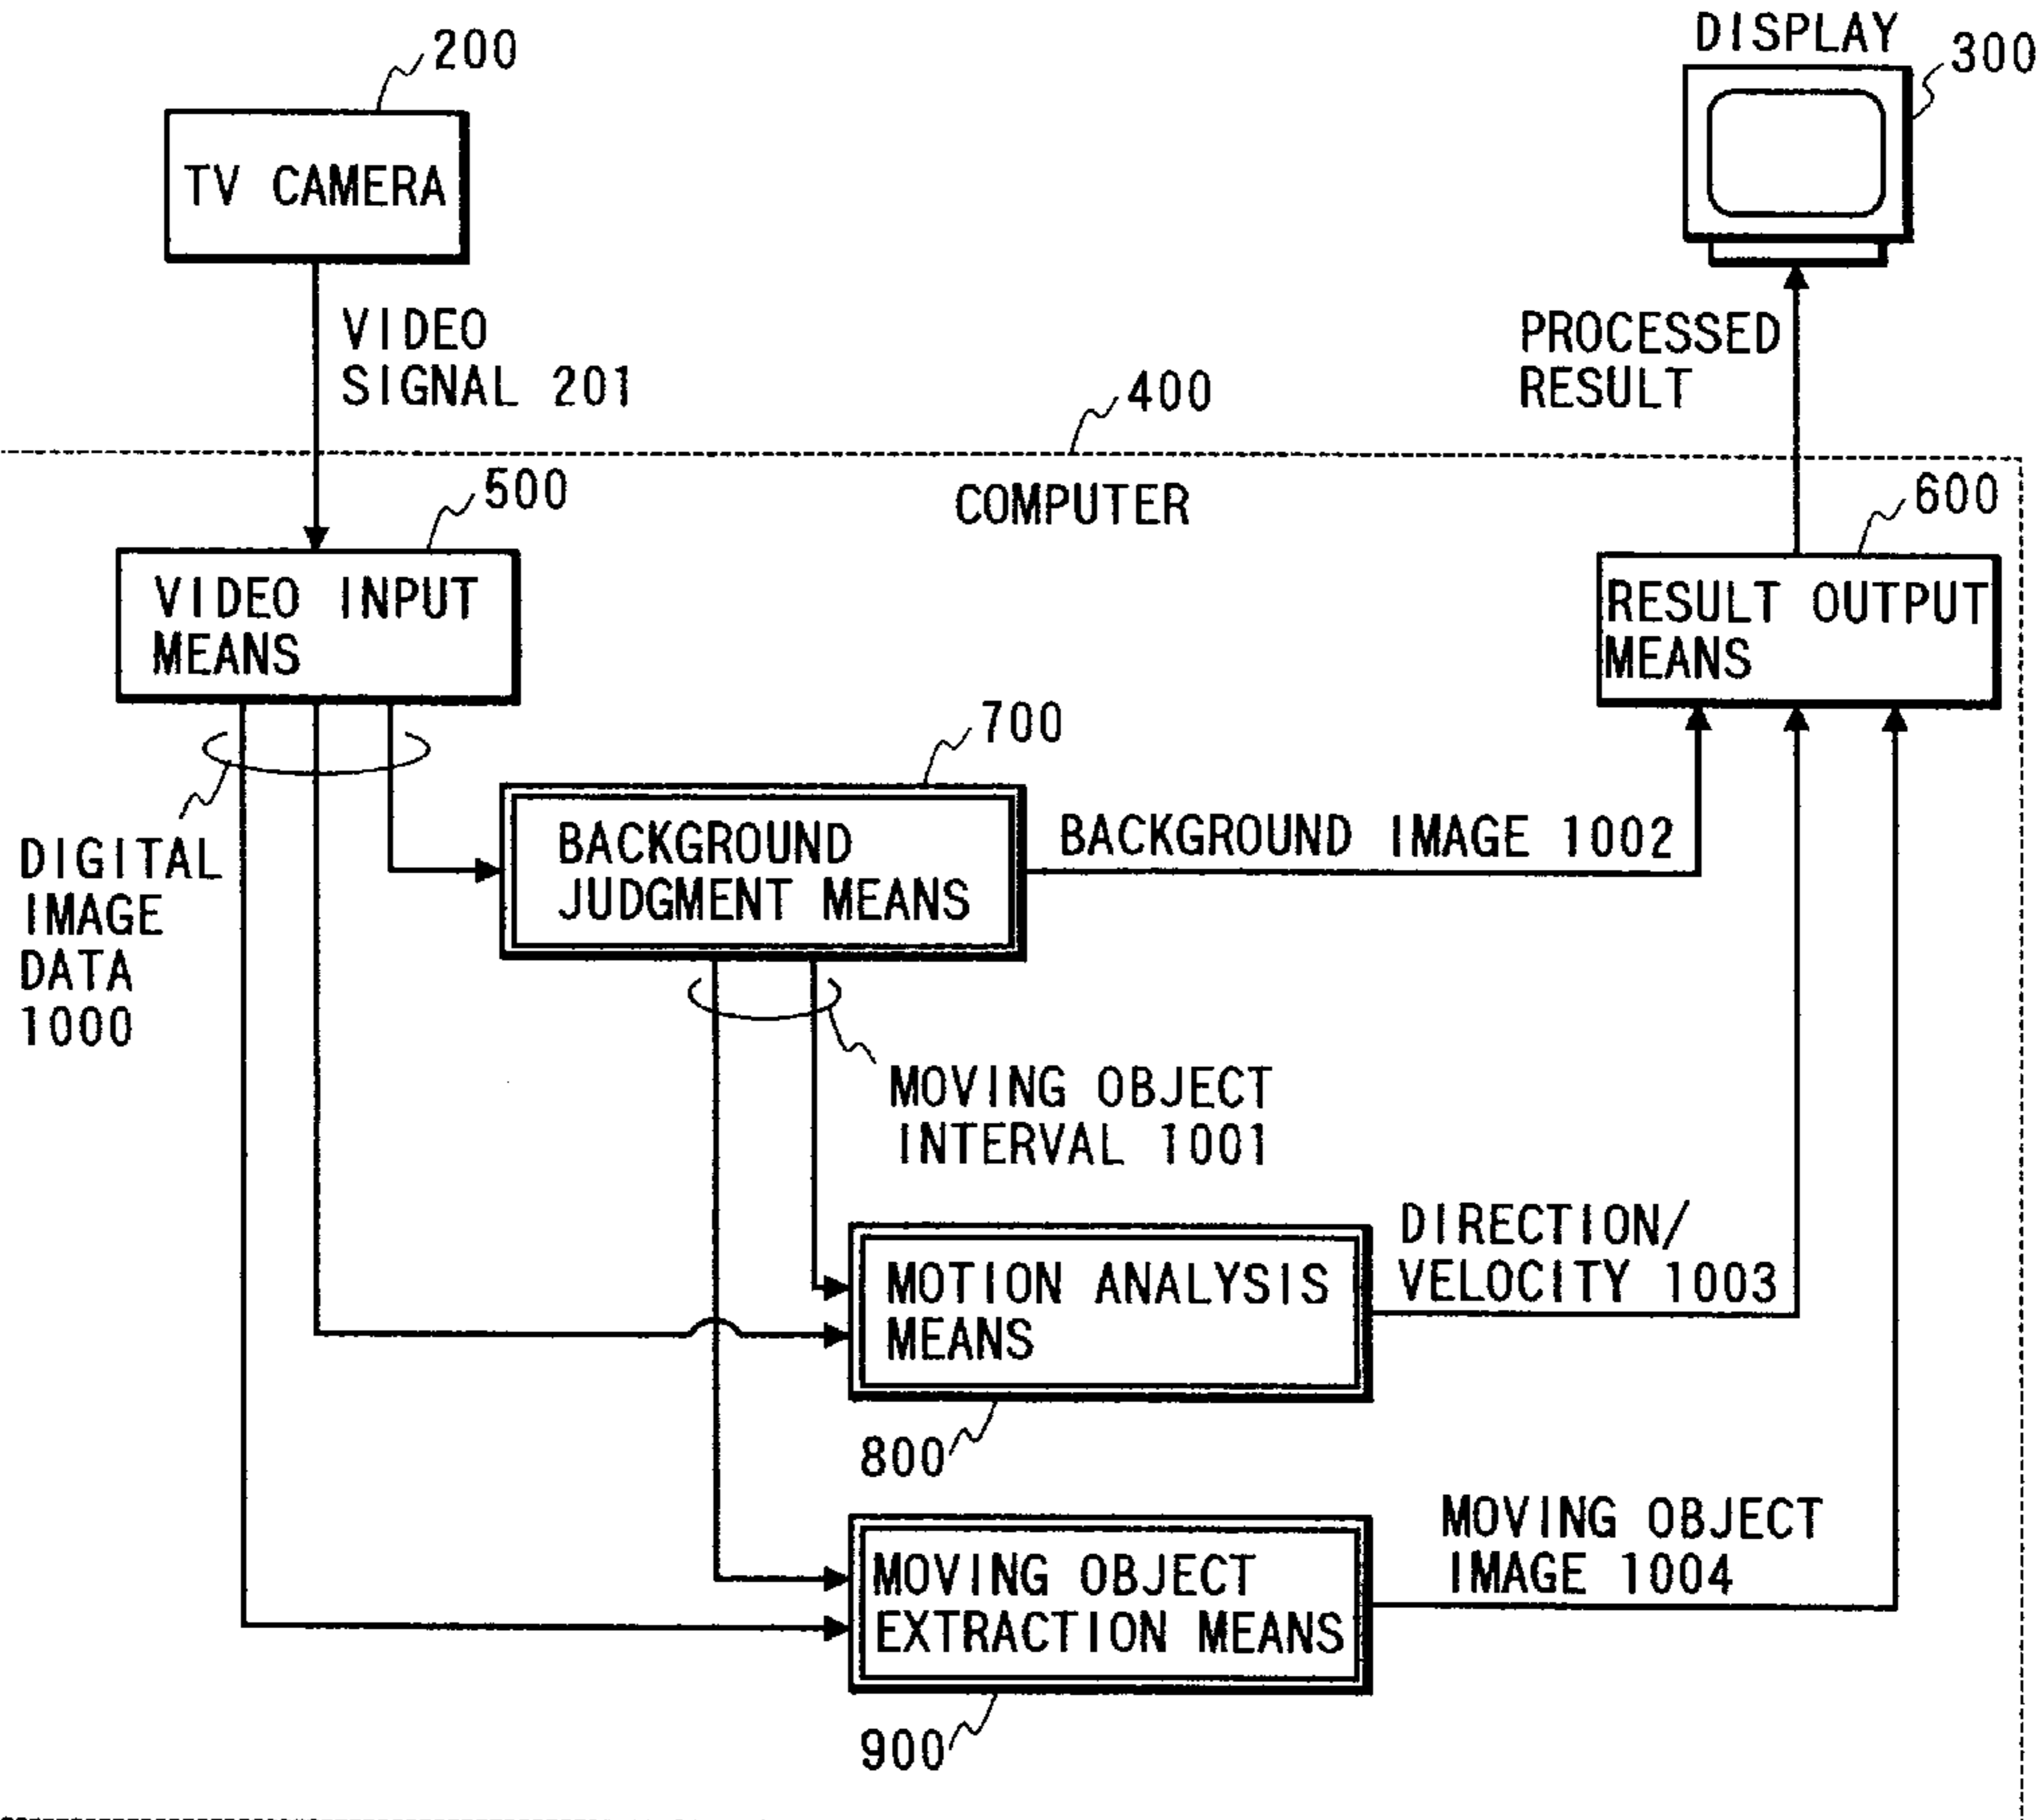 200
TV CAMERA
DISPLAY
300
VIDEO
SIGNAL 201
PROCESSED
RESULT
400
COMPUTER
500
VIDEO INPUT
MEANS
600
RESULT OUTPUT
MEANS
700
BACKGROUND
JUDGMENT MEANS
BACKGROUND IMAGE 1002
DIGITAL
IMAGE
DATA
1000
MOVING OBJECT
INTERVAL 1001
MOTION ANALYSIS
MEANS
DIRECTION/
VELOCITY 1003
800
MOVING OBJECT
EXTRACTION MEANS
MOVING OBJECT
IMAGE 1004
900